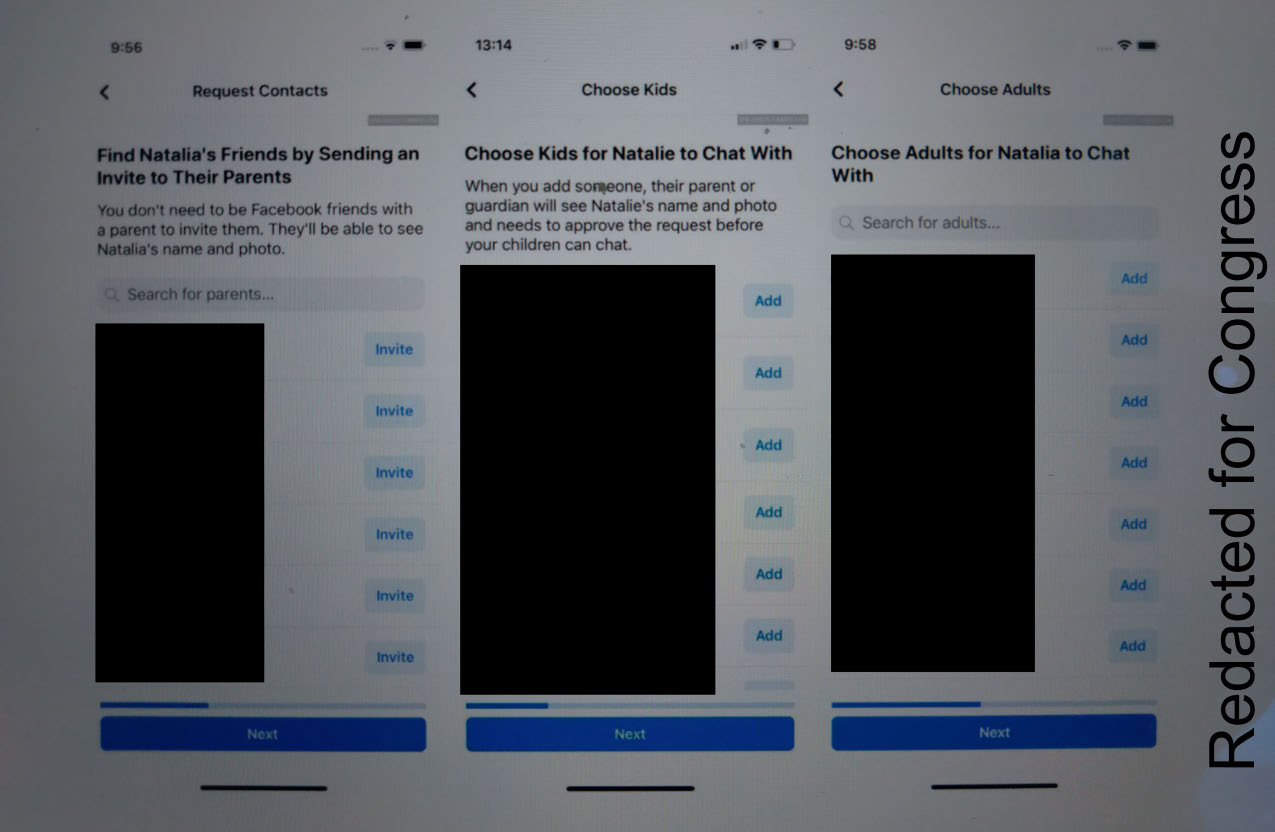 9:56
Request Contacts
Find Natalia's Friends by Sending an
Invite to Their Parents
You don't need to be Facebook friends with
a parent to invite them. They'll be able to see
Natalia's name and photo.
Search for parents...
Invite
Invite
Invite
Invite
Invite
Invite
Next
13:14
Choose Kids
Choose Kids for Natalie to Chat With
When you add someone, their parent or
guardian will see Natalie's name and photo
and needs to approve the request before
your children can chat.
Add
Add
Add
Add
Add
Add
Next
9:58
Choose Adults
Choose Adults for Natalia to Chat
With
Search for adults...
Add
Add
Add
Add
Add
Add
Add
Next
Redacted for Congress